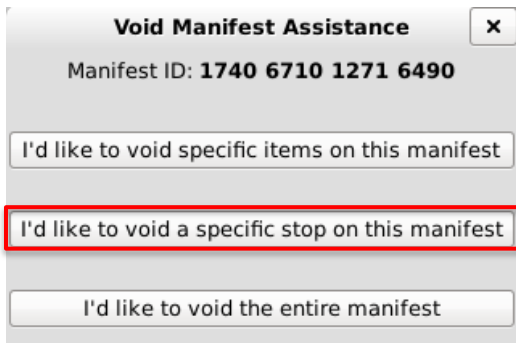 Void Manifest Assistance ×
Manifest ID: 1740 6710 1271 6490
I'd like to void specific items on this manifest
I'd like to void a specific stop on this manifest
I'd like to void the entire manifest